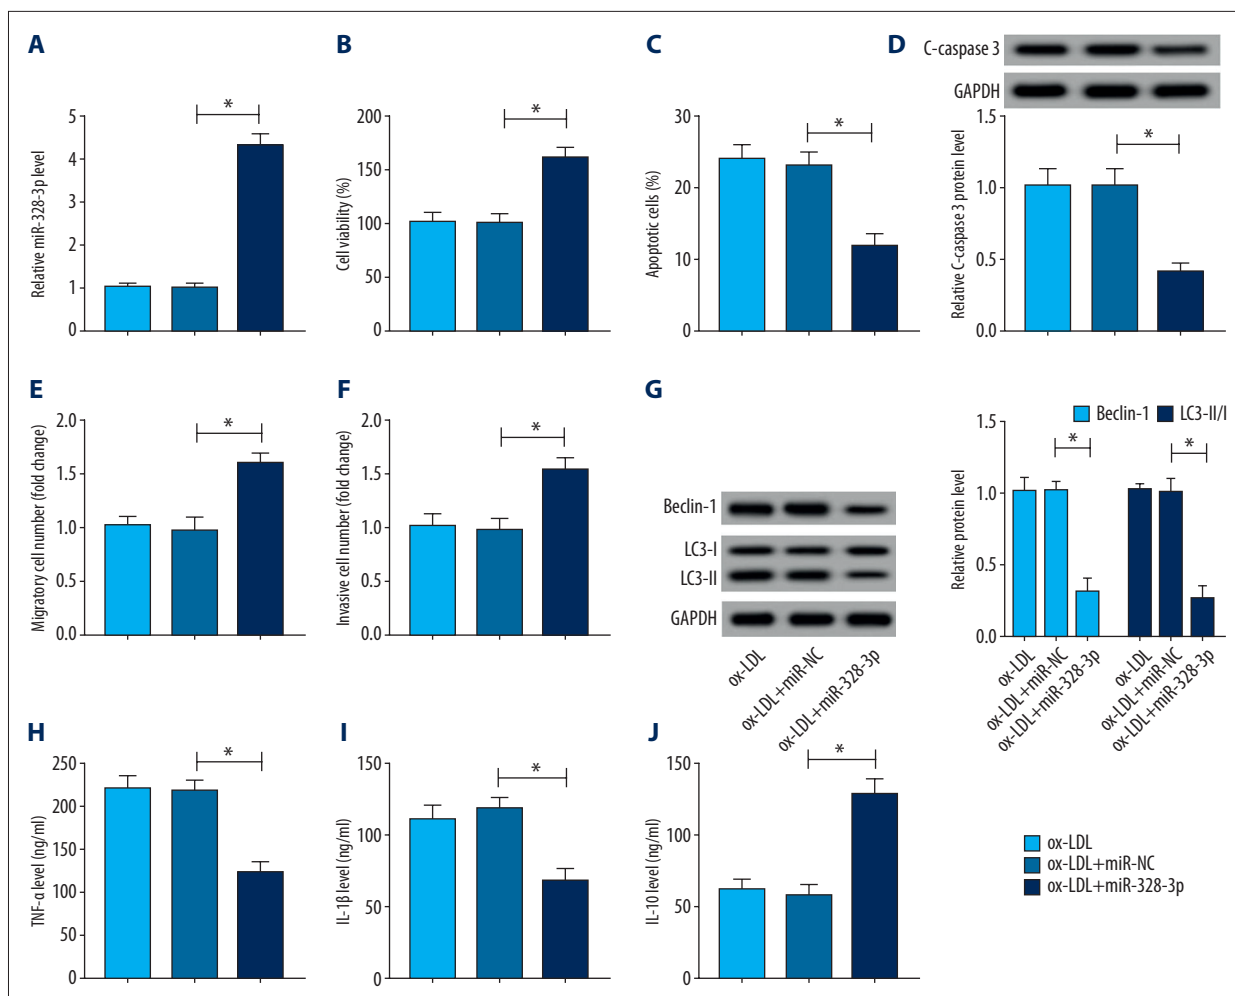 A
Relative miR-328-3p level
5
4
3
2
1
0
*
B
Cell viability (%)
200
150
100
50
0
*
C
Apoptotic cells (%)
30
20
10
0
*
D
C-caspase 3
GAPDH
Relative C-caspase 3 protein level
1.5
1.0
0.5
0.0
*
E
Migratory cell number (fold change)
2.0
1.5
1.0
0.5
0.0
*
F
Invasive cell number (fold change)
2.0
1.5
1.0
0.5
0.0
*
G
Beclin-1
LC3-I
LC3-II
GAPDH
ox-LDL
ox-LDL+miR-NC
ox-LDL+miR-328-3p
Beclin-1
LC3-II/I
Relative protein level
1.5
1.0
0.5
0.0
*
*
ox-LDL
ox-LDL+miR-NC
ox-LDL+miR-328-3p
ox-LDL
ox-LDL+miR-NC
ox-LDL+miR-328-3p
H
TNF-α level (ng/ml)
250
200
150
100
50
0
*
I
IL-1β level (ng/ml)
150
100
50
0
*
J
IL-10 level (ng/ml)
150
100
50
0
*
ox-LDL
ox-LDL+miR-NC
ox-LDL+miR-328-3p